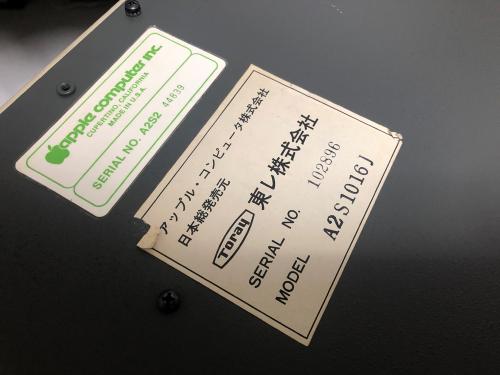 apple computer inc.
CUPERTINO, CALIFORNIA
MADE IN U.S.A.
SERIAL NO. A2S2 44839
アップル・コンピュータ株式会社
日本総発売元
Toray 東レ株式会社
SERIAL NO. 102896
MODEL A2S1016J